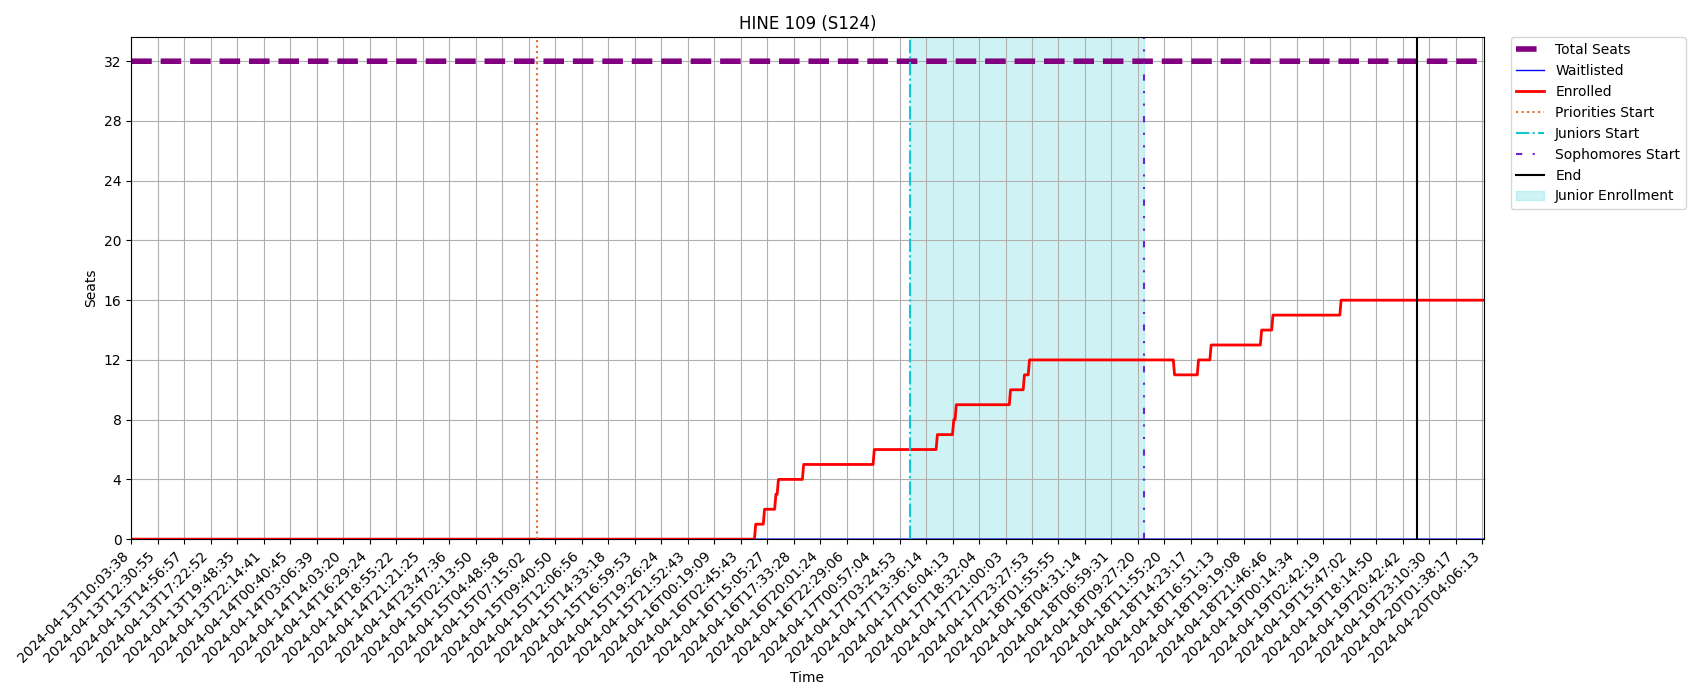 HINE 109 (S124)
Total Seats
Waitlisted
Enrolled
Priorities Start
Juniors Start
Sophomores Start
End
Junior Enrollment
Seats
32
28
24
20
16
12
8
4
0
2024-04-13T10:03:38
2024-04-13T12:30:55
2024-04-13T14:56:57
2024-04-13T17:22:52
2024-04-13T19:48:35
2024-04-13T22:14:41
2024-04-14T00:40:45
2024-04-14T03:06:39
2024-04-14T14:03:20
2024-04-14T16:29:24
2024-04-14T18:55:22
2024-04-14T21:21:25
2024-04-14T23:47:36
2024-04-15T02:13:50
2024-04-15T04:48:58
2024-04-15T07:15:02
2024-04-15T09:40:50
2024-04-15T12:06:56
2024-04-15T14:33:18
2024-04-15T16:59:53
2024-04-15T19:26:24
2024-04-15T21:52:43
2024-04-16T00:19:09
2024-04-16T02:45:43
2024-04-16T15:05:27
2024-04-16T17:33:28
2024-04-16T20:01:24
2024-04-16T22:29:06
2024-04-17T00:57:04
2024-04-17T03:24:53
2024-04-17T13:36:14
2024-04-17T16:04:13
2024-04-17T18:32:04
2024-04-17T21:00:03
2024-04-17T23:27:53
2024-04-18T01:55:55
2024-04-18T04:31:14
2024-04-18T06:59:31
2024-04-18T09:27:20
2024-04-18T11:55:20
2024-04-18T14:23:17
2024-04-18T16:51:13
2024-04-18T19:19:08
2024-04-18T21:46:46
2024-04-19T00:14:34
2024-04-19T02:42:19
2024-04-19T15:47:02
2024-04-19T18:14:50
2024-04-19T20:42:42
2024-04-19T23:10:30
2024-04-20T01:38:17
2024-04-20T04:06:13
Time